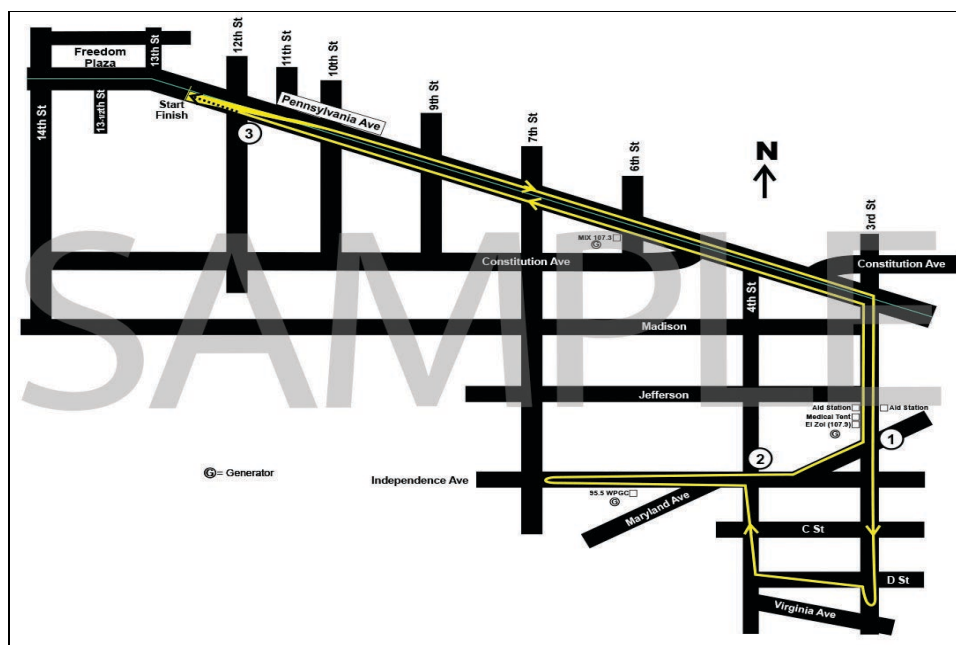 14th St
Freedom
Plaza
13th St
12th St
11th St
10th St
9th St
7th St
6th St
3rd St
13-1/2th St
Start
Finish
Pennsylvania Ave
3
N
MIX 107.3
G
Constitution Ave
Constitution Ave
SAMPLE
4th St
Madison
Jefferson
Aid Station
Aid Station
Medical Tent
El Zol (107.9)
G
1
2
G = Generator
Independence Ave
95.5 WPGC
G
Maryland Ave
C St
D St
Virginia Ave